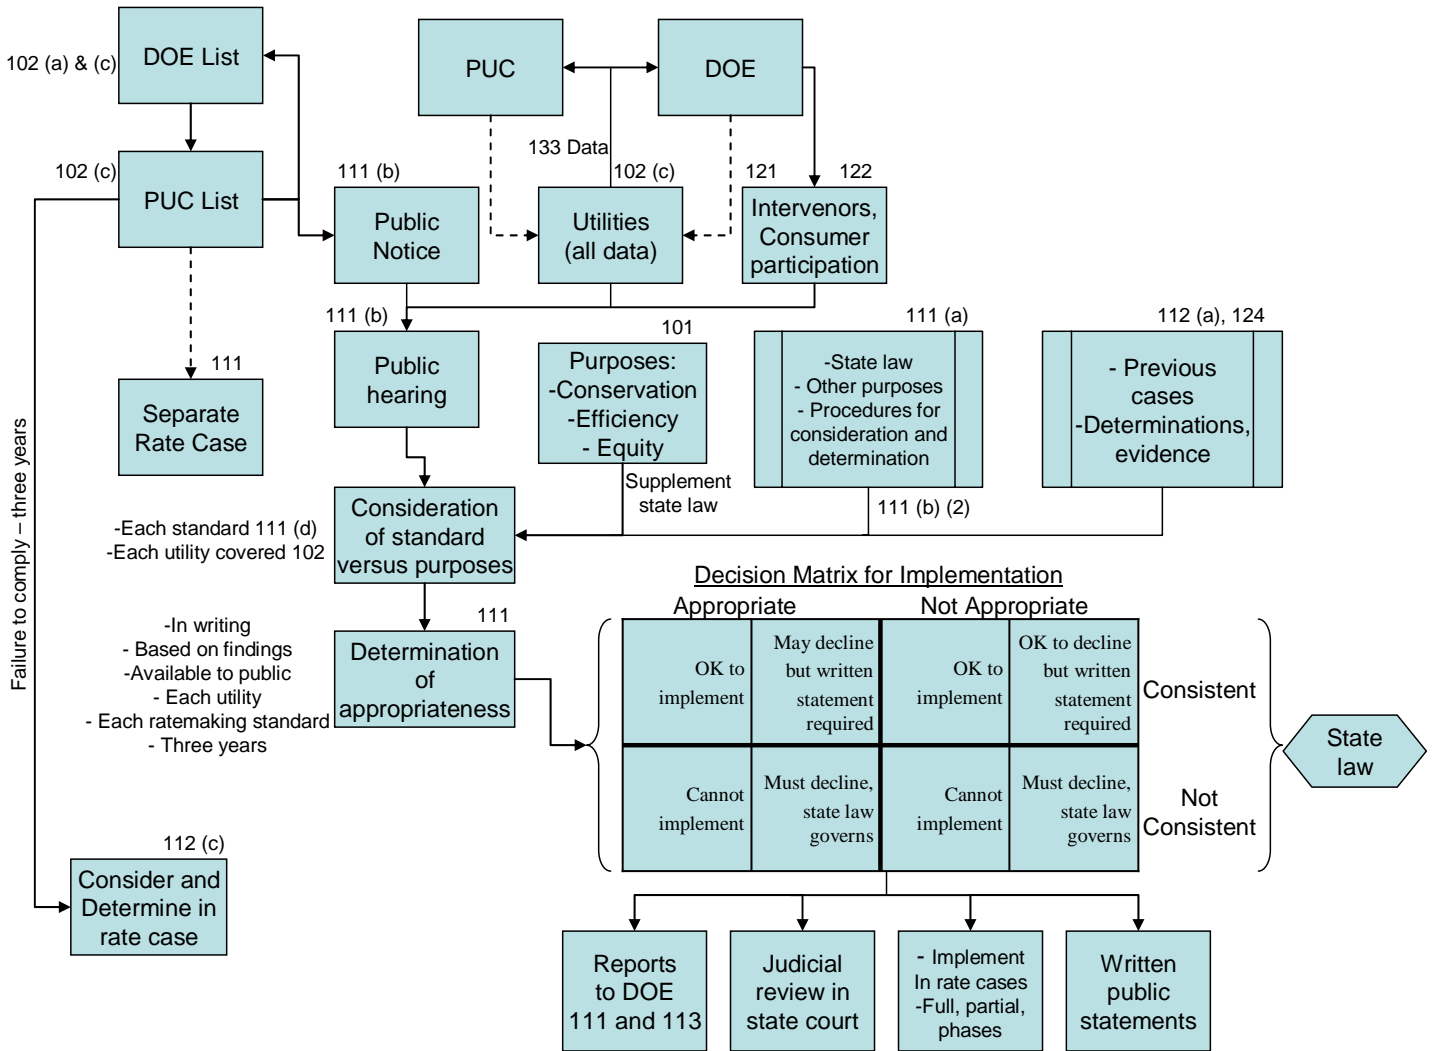 102 (a) & (c)
DOE List
PUC
DOE
133 Data
102 (c)
PUC List
111 (b)
Public
Notice
102 (c)
Utilities
(all data)
121
122
Intervenors,
Consumer
participation
Failure to comply – three years
111
Separate
Rate Case
111 (b)
Public
hearing
101
Purposes:
-Conservation
-Efficiency
- Equity
Supplement
state law
111 (a)
-State law
- Other purposes
- Procedures for
consideration and
determination
111 (b) (2)
112 (a), 124
- Previous
cases
-Determinations,
evidence
-Each standard 111 (d)
-Each utility covered 102
Consideration
of standard
versus purposes
-In writing
- Based on findings
-Available to public
- Each utility
- Each ratemaking standard
- Three years
111
Determination
of
appropriateness
Decision Matrix for Implementation
Appropriate
Not Appropriate
OK to
implement
May decline
but written
statement
required
OK to
implement
OK to decline
but written
statement
required
Consistent
Cannot
implement
Must decline,
state law
governs
Cannot
implement
Must decline,
state law
governs
Not
Consistent
State
law
112 (c)
Consider and
Determine in
rate case
Reports
to DOE
111 and 113
Judicial
review in
state court
- Implement
In rate cases
-Full, partial,
phases
Written
public
statements